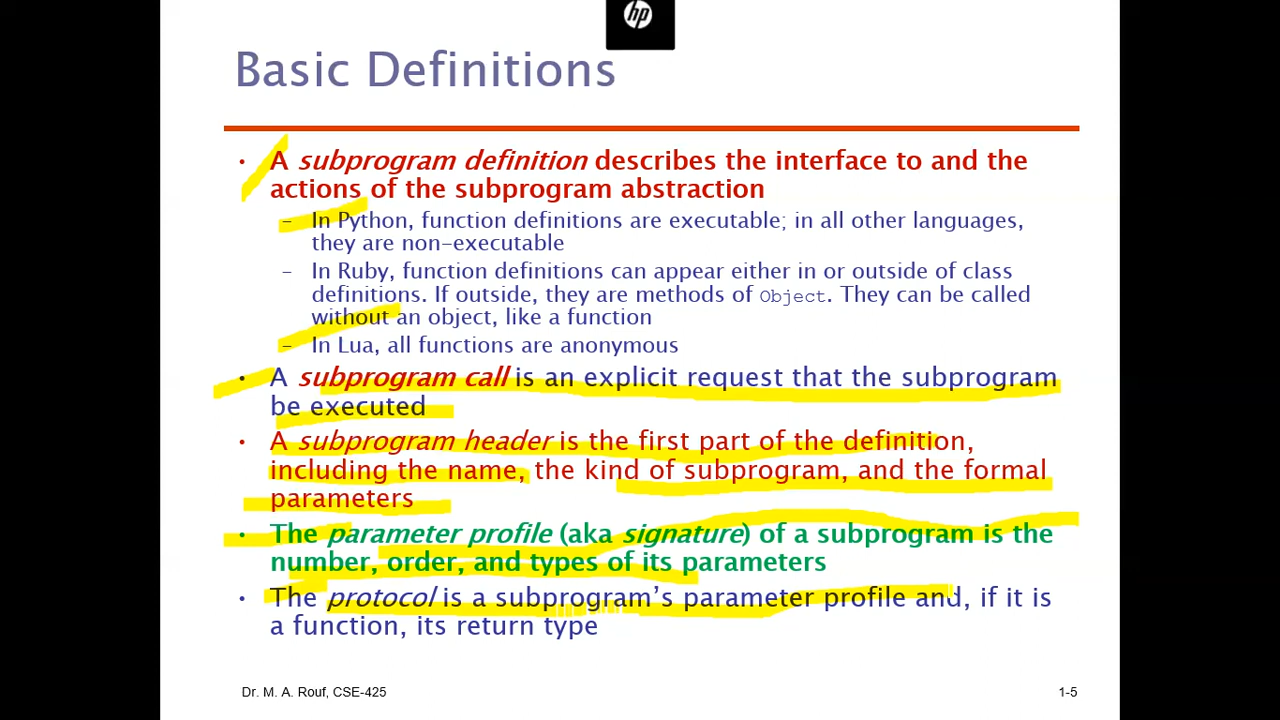 hp
Basic Definitions
• A subprogram definition describes the interface to and the
actions of the subprogram abstraction
– In Python, function definitions are executable; in all other languages,
they are non-executable
– In Ruby, function definitions can appear either in or outside of class
definitions. If outside, they are methods of Object. They can be called
without an object, like a function
– In Lua, all functions are anonymous
• A subprogram call is an explicit request that the subprogram
be executed
• A subprogram header is the first part of the definition,
including the name, the kind of subprogram, and the formal
parameters
• The parameter profile (aka signature) of a subprogram is the
number, order, and types of its parameters
• The protocol is a subprogram’s parameter profile and, if it is
a function, its return type
Dr. M. A. Rouf, CSE-425
1-5